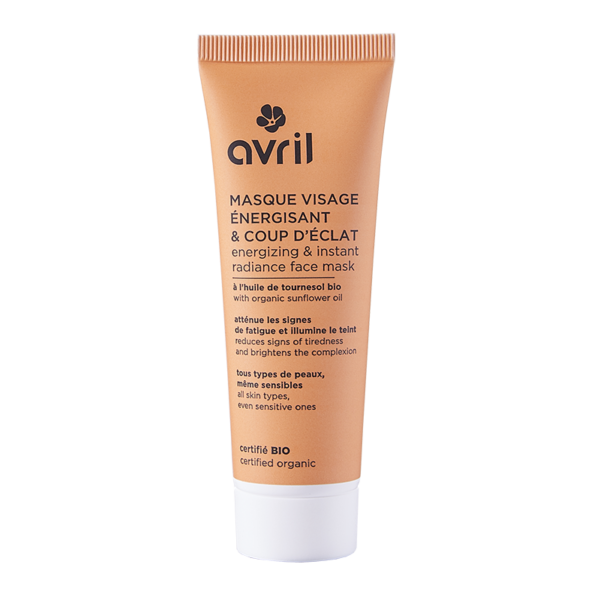 avril
MASQUE VISAGE
ÉNERGISANT
& COUP D'ÉCLAT
energizing & instant
radiance face mask
à l'huile de tournesol bio
with organic sunflower oil
atténue les signes
de fatigue et illumine le teint
reduces signs of tiredness
and brightens the complexion
tous types de peaux,
même sensibles
all skin types,
even sensitive ones
certifié BIO
certified organic